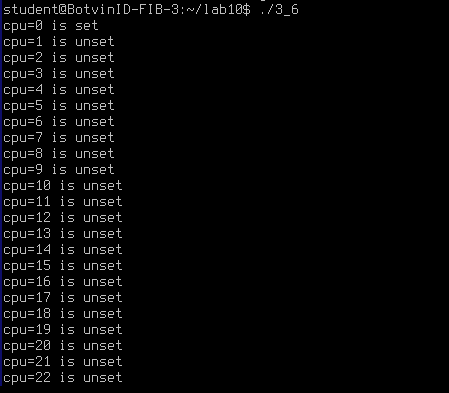 student@BotvinID-FIB-3:~/lab10$ ./3_6
cpu=0 is set
cpu=1 is unset
cpu=2 is unset
cpu=3 is unset
cpu=4 is unset
cpu=5 is unset
cpu=6 is unset
cpu=7 is unset
cpu=8 is unset
cpu=9 is unset
cpu=10 is unset
cpu=11 is unset
cpu=12 is unset
cpu=13 is unset
cpu=14 is unset
cpu=15 is unset
cpu=16 is unset
cpu=17 is unset
cpu=18 is unset
cpu=19 is unset
cpu=20 is unset
cpu=21 is unset
cpu=22 is unset